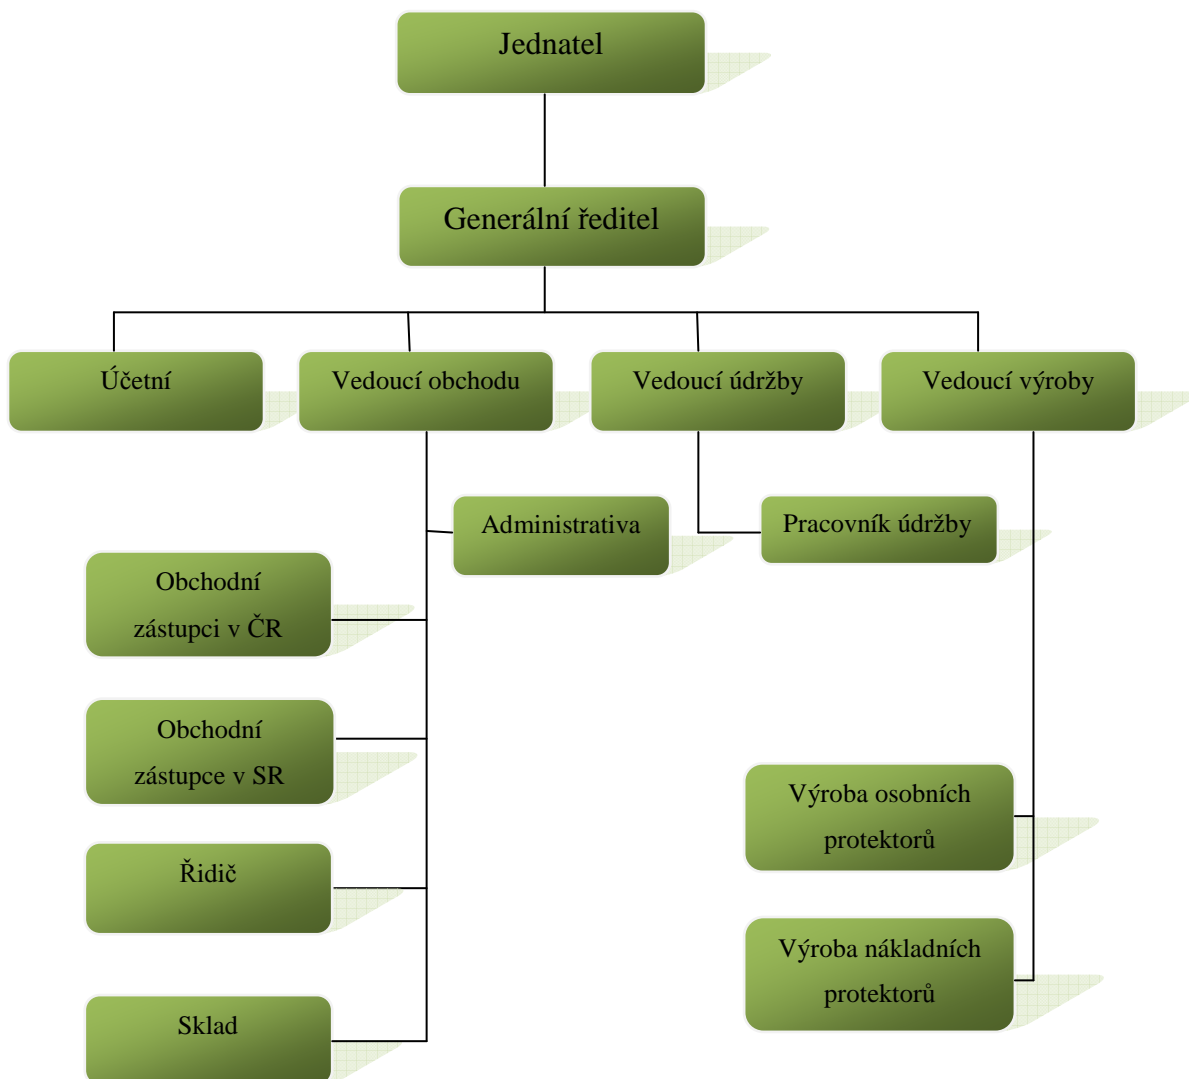 Jednatel
Generální ředitel
Účetní
Vedoucí obchodu
Vedoucí údržby
Vedoucí výroby
Administrativa
Pracovník údržby
Obchodní
zástupci v ČR
Obchodní
zástupce v SR
Výroba osobních
protektorů
Řidič
Výroba nákladních
protektorů
Sklad